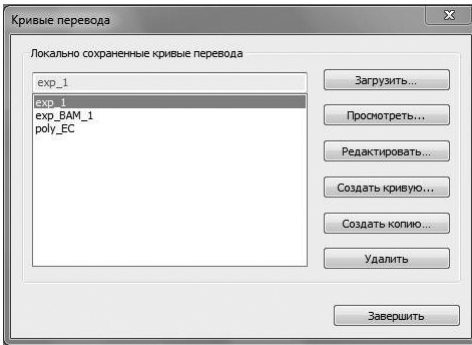 Кривые перевода
Локально сохраненные кривые перевода
exp_1
exp_1
exp_BAM_1
poly_EC
Загрузить...
Просмотреть...
Редактировать...
Создать кривую...
Создать копию...
Удалить
Завершить